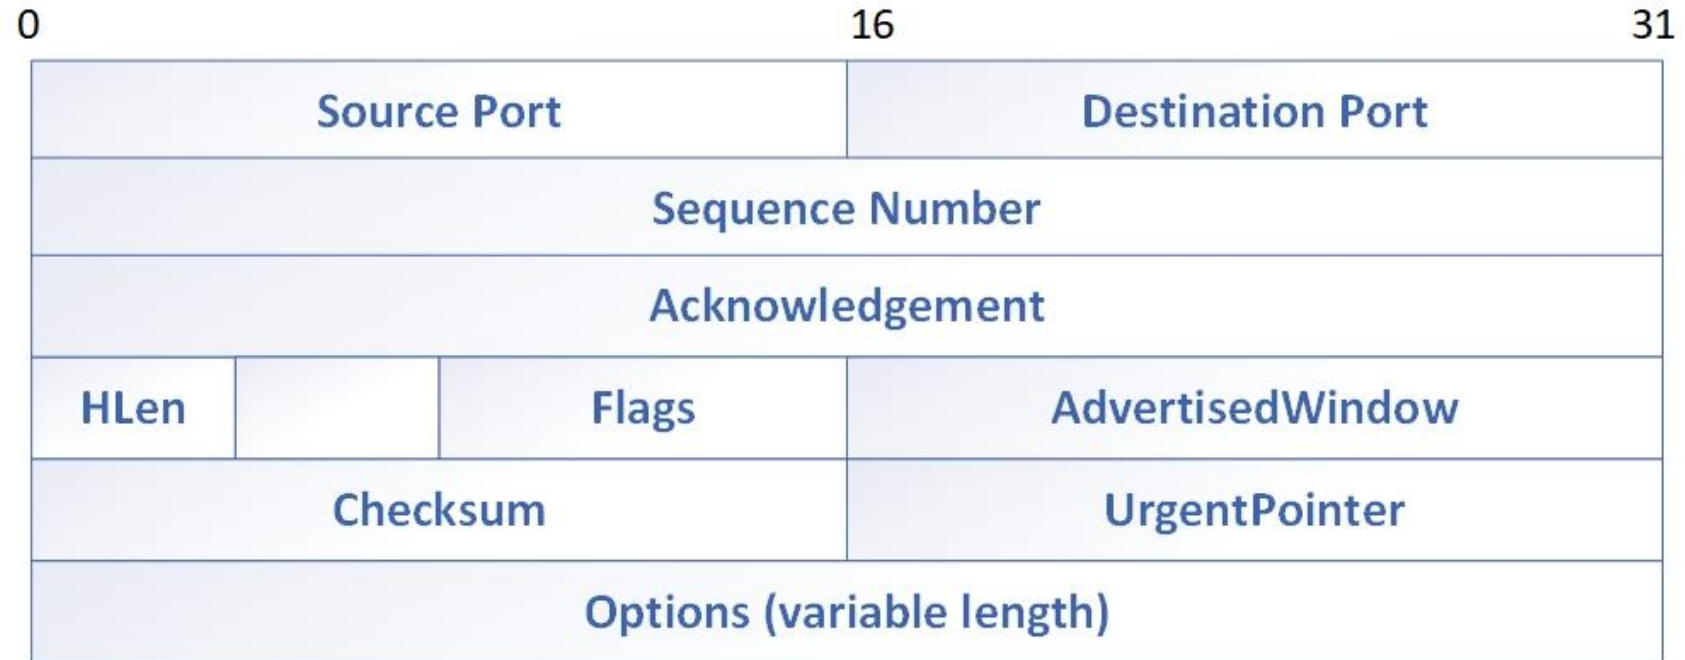 0 16 31
Source Port Destination Port
Sequence Number
Acknowledgement
HLen Flags AdvertisedWindow
Checksum UrgentPointer
Options (variable length)